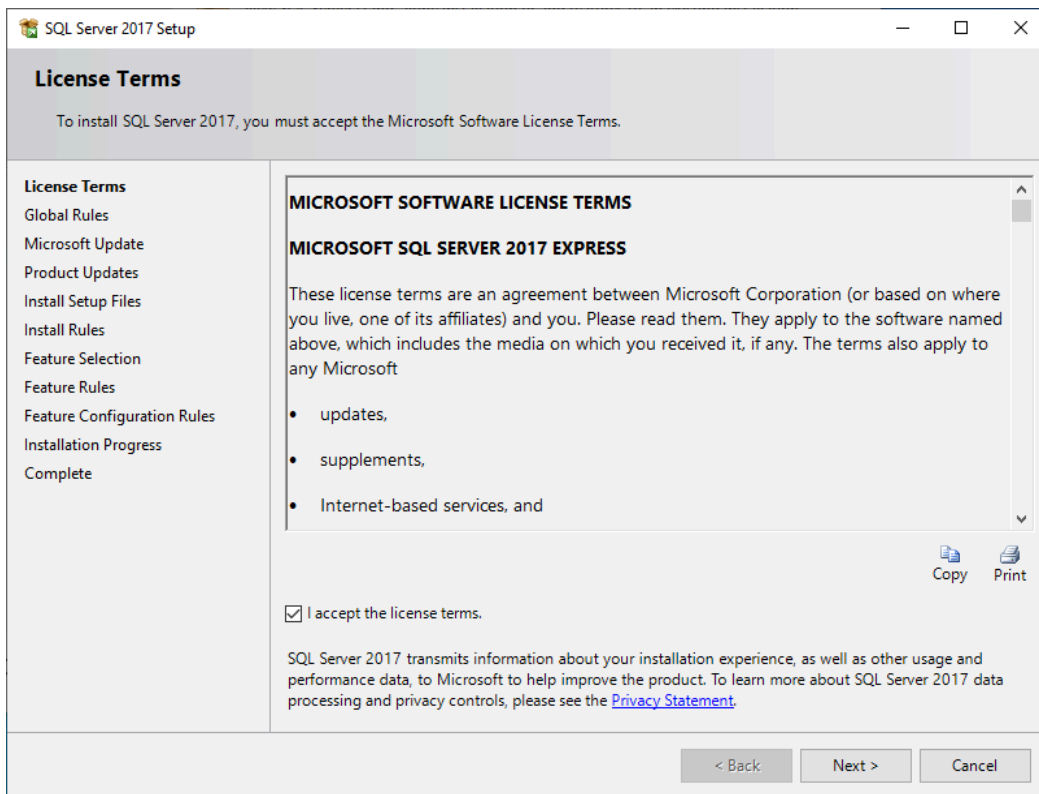 SQL Server 2017 Setup
License Terms
To install SQL Server 2017, you must accept the Microsoft Software License Terms.
License Terms
Global Rules
Microsoft Update
Product Updates
Install Setup Files
Install Rules
Feature Selection
Feature Rules
Feature Configuration Rules
Installation Progress
Complete
MICROSOFT SOFTWARE LICENSE TERMS
MICROSOFT SQL SERVER 2017 EXPRESS
These license terms are an agreement between Microsoft Corporation (or based on where
you live, one of its affiliates) and you. Please read them. They apply to the software named
above, which includes the media on which you received it, if any. The terms also apply to
any Microsoft
• updates,
• supplements,
• Internet-based services, and
Copy Print
I accept the license terms.
SQL Server 2017 transmits information about your installation experience, as well as other usage and
performance data, to Microsoft to help improve the product. To learn more about SQL Server 2017 data
processing and privacy controls, please see the Privacy Statement.
< Back Next > Cancel